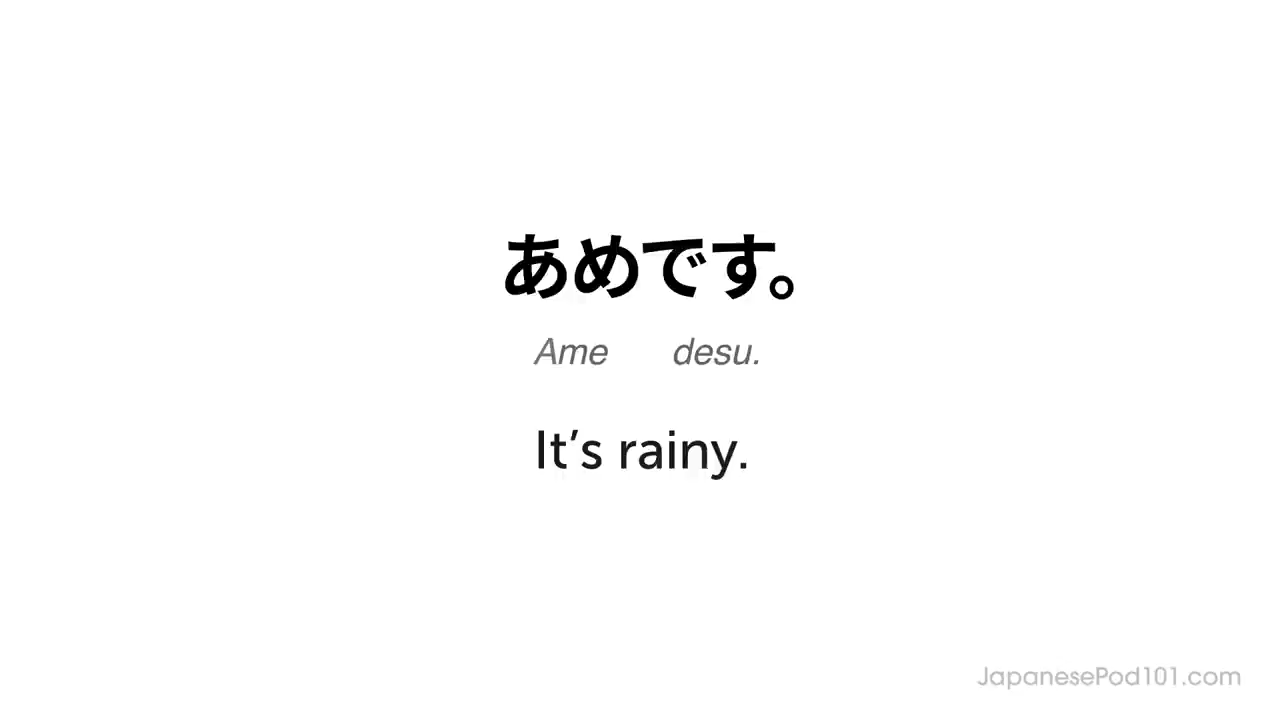 あめです。
Ame desu.
It's rainy.
JapanesePod101.com